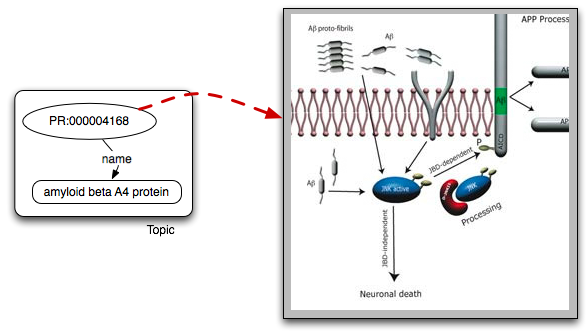 PR:000004168
name
amyloid beta A4 protein
Topic
APP Process
Aβ proto-fibrils
Aβ
Aβ
P
AICD
JBD-dependent
Aβ
JNK active
JNK
Processing
JBD-independent
Neuronal death